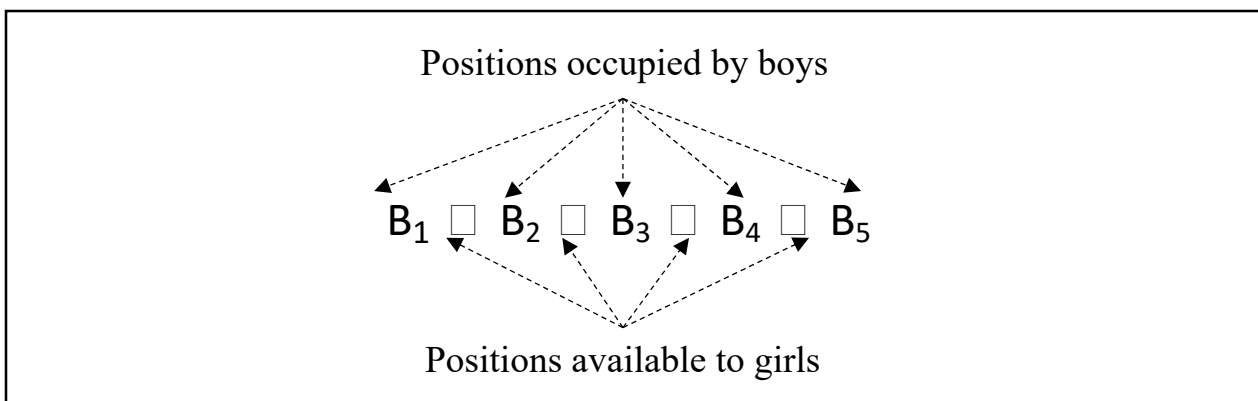 Positions occupied by boys
B₁ □ B₂ □ B₃ □ B₄ □ B₅
Positions available to girls